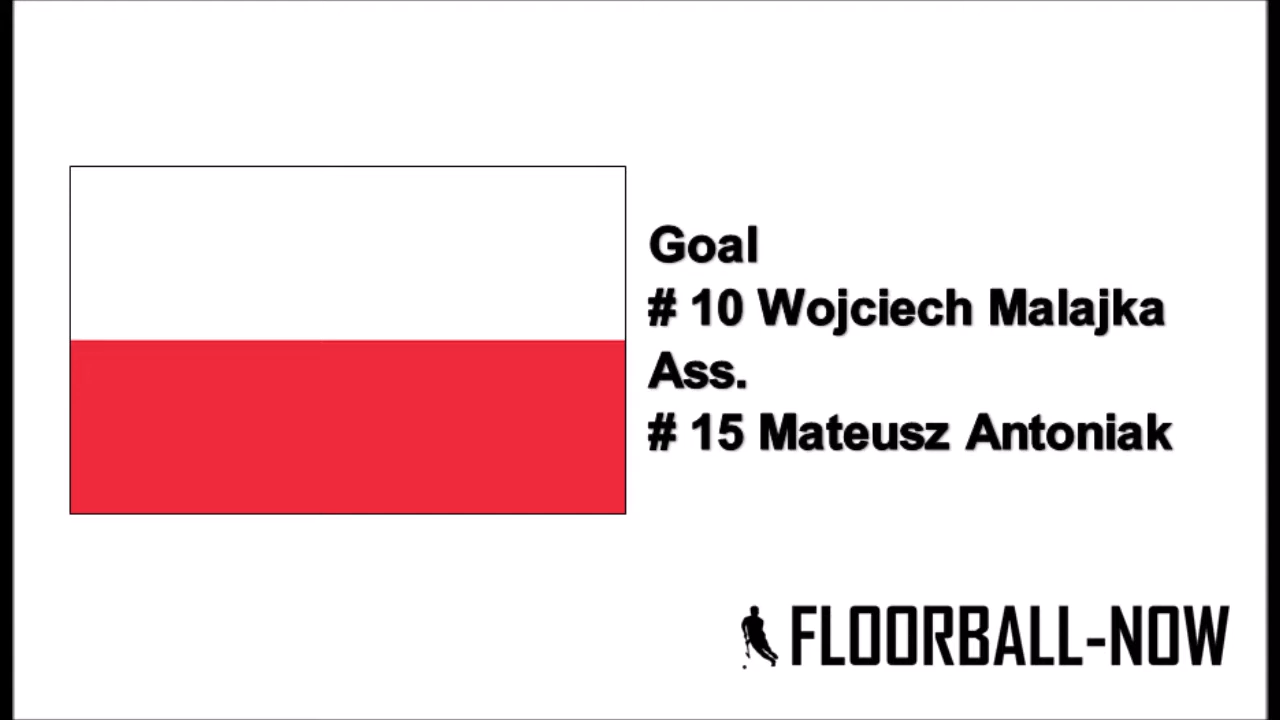 Goal
# 10 Wojciech Malajka
Ass.
# 15 Mateusz Antoniak
FLOORBALL-NOW